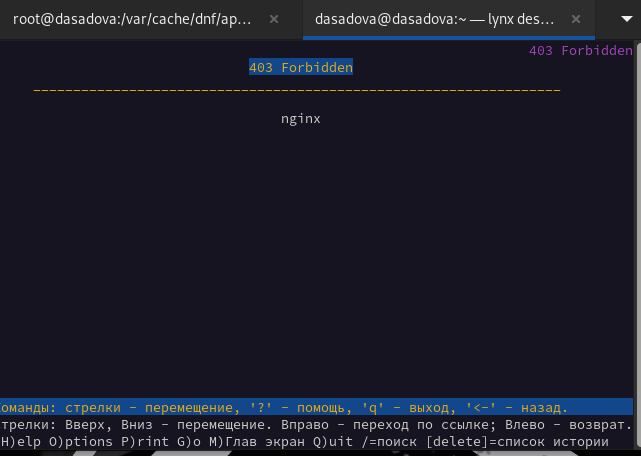 root@dasadova:/var/cache/dnf/ap...
dasadova@dasadova:~ — lynx des...
403 Forbidden
403 Forbidden
nginx
оманды: стрелки - перемещение, '?' - помощь, 'q' - выход, '<-' - назад.
трелки: Вверх, Вниз - перемещение. Вправо - переход по ссылке; Влево - возврат.
H)elp O)ptions P)rint G)o M)Глав экран Q)uit /=поиск [delete]=список истории